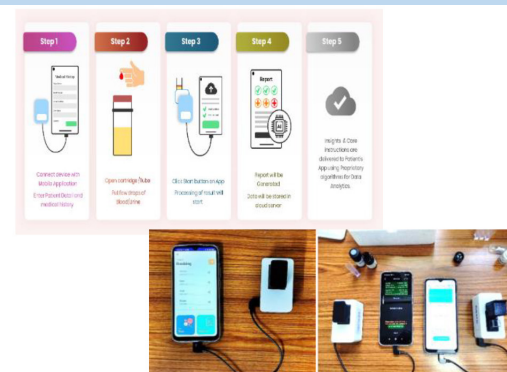 Step 1
Step 2
Step 3
Step 4
Step 5
Medical History
Connect Device with
Mobile Application
Enter Patient Detail and
medical history
Open cartridge /tube
Put few drops of
blood/urine
Click Start button on App
Processing of result will
start
Report
Report will be
Generated
Data will be stored in
cloud server
Insights & Care
Instructions are
delivered to Patient's
App using Proprietary
algorithms for Data
Analytics.